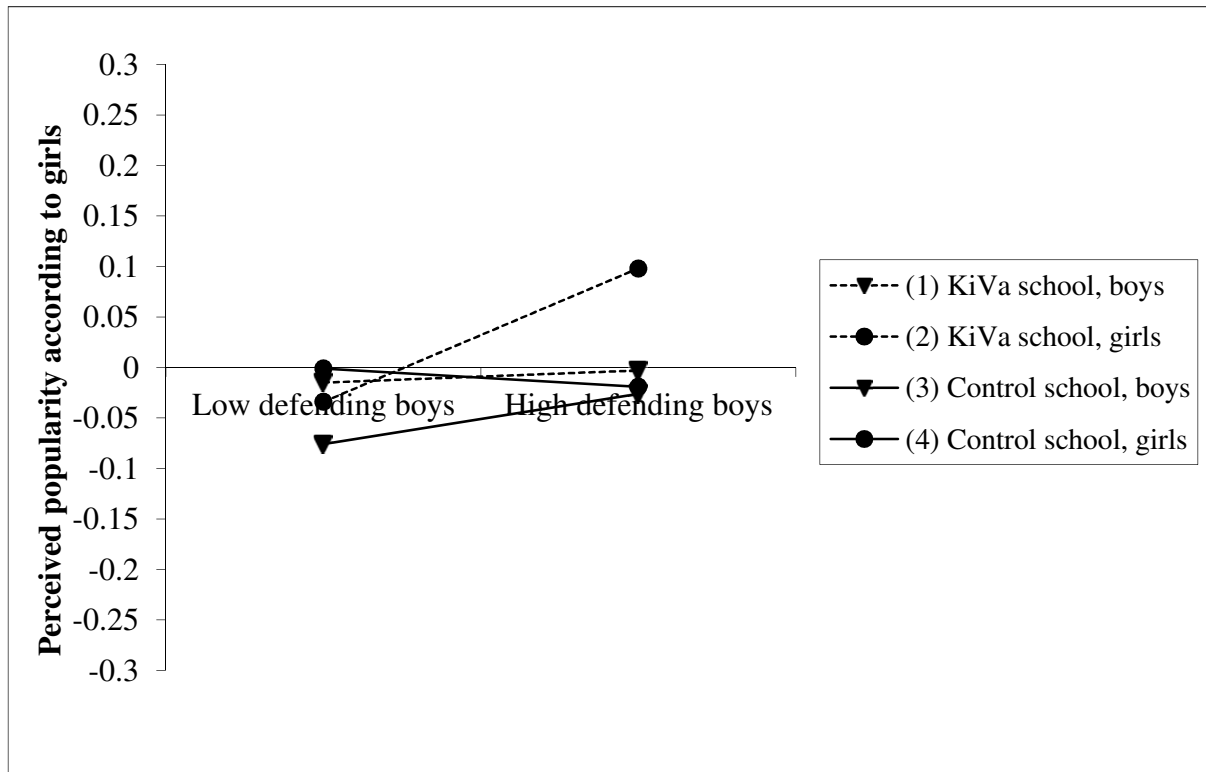 Perceived popularity according to girls
0.3
0.25
0.2
0.15
0.1
0.05
0
-0.05
-0.1
-0.15
-0.2
-0.25
-0.3
Low defending boys
High defending boys
(1) KiVa school, boys
(2) KiVa school, girls
(3) Control school, boys
(4) Control school, girls